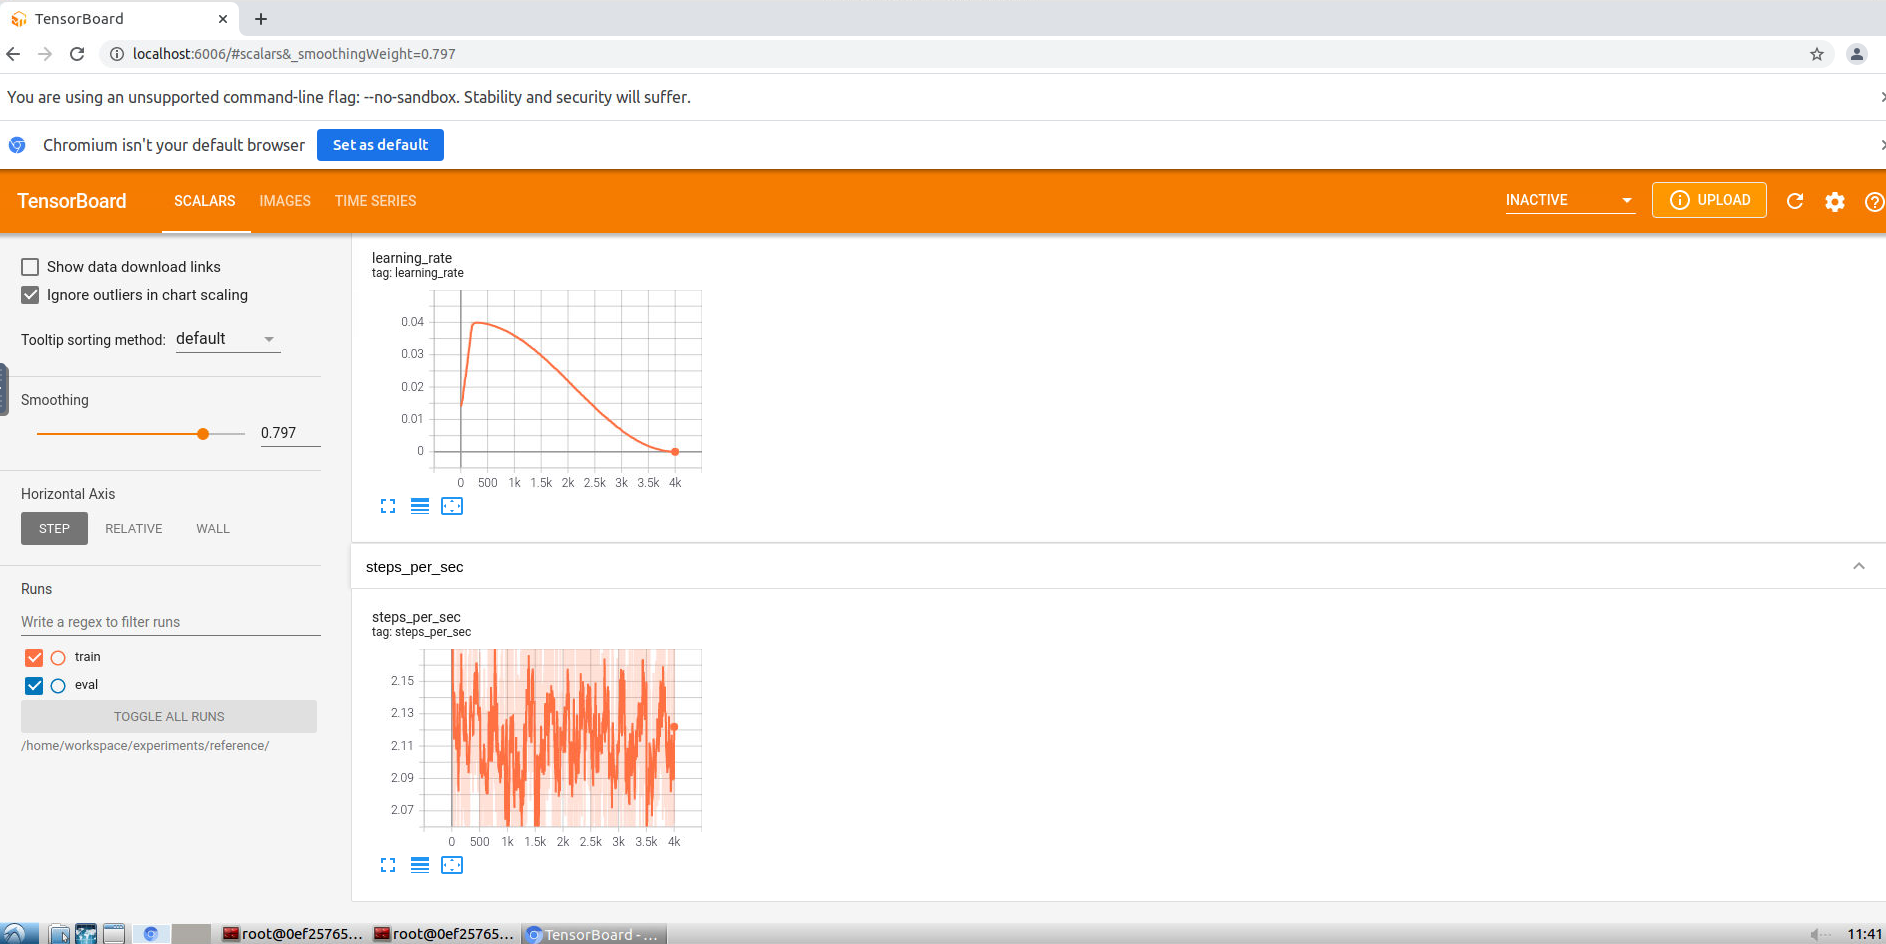 TensorBoard
localhost:6006/#scalars&_smoothingWeight=0.797
You are using an unsupported command-line flag: --no-sandbox. Stability and security will suffer.
Chromium isn't your default browser Set as default
TensorBoard SCALARS IMAGES TIME SERIES INACTIVE UPLOAD
Show data download links
Ignore outliers in chart scaling
Tooltip sorting method: default
Smoothing
0.797
Horizontal Axis
STEP RELATIVE WALL
Runs
Write a regex to filter runs
train
eval
TOGGLE ALL RUNS
/home/workspace/experiments/reference/
learning_rate
tag: learning_rate
0.04
0.03
0.02
0.01
0
0 500 1k 1.5k 2k 2.5k 3k 3.5k 4k
steps_per_sec
steps_per_sec
tag: steps_per_sec
2.15
2.13
2.11
2.09
2.07
0 500 1k 1.5k 2k 2.5k 3k 3.5k 4k
root@0ef25765... root@0ef25765... TensorBoard - ... 11:41